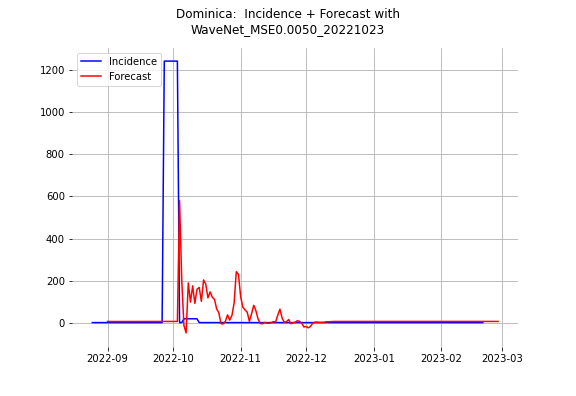 Dominica:  Incidence + Forecast with
WaveNet_MSE0.0050_20221023
Incidence
Forecast
1200
1000
800
600
400
200
0
2022-09 2022-10 2022-11 2022-12 2023-01 2023-02 2023-03